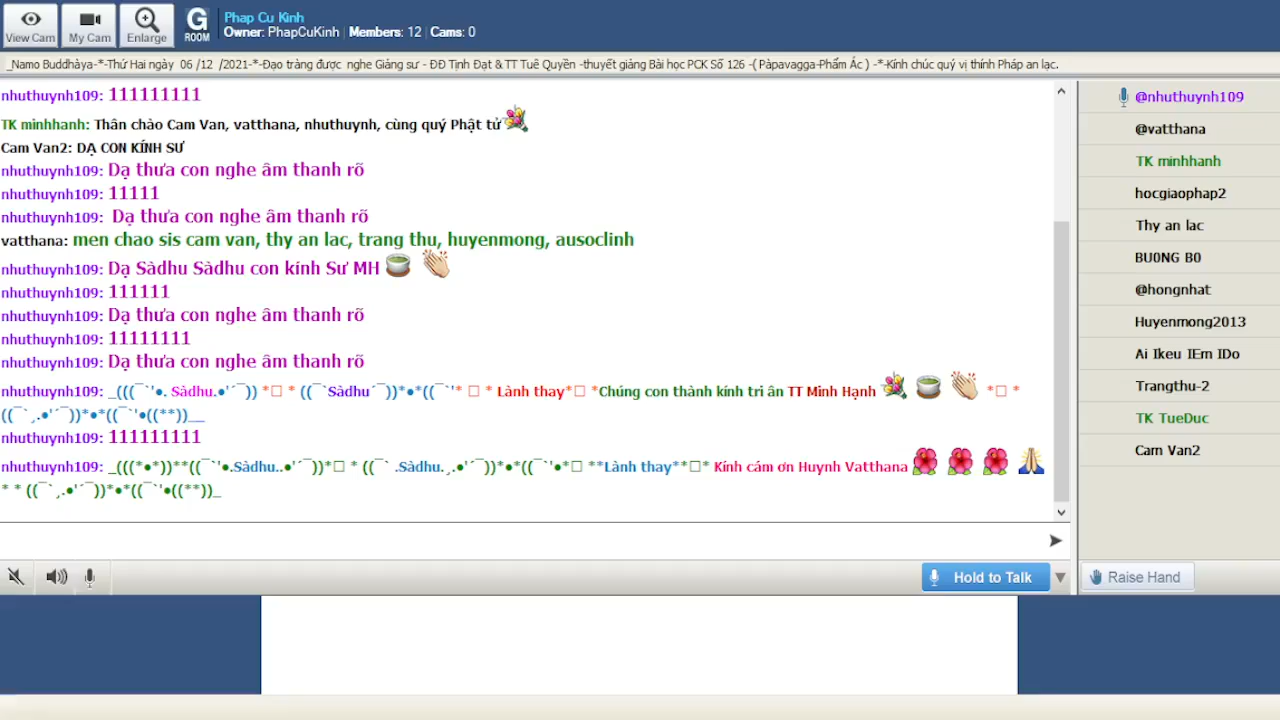 View Cam
My Cam
Enlarge
G
ROOM
Phap Cu Kinh
Owner: PhapCuKinh | Members: 12 | Cams: 0
_Namo Buddhàya-*-Thứ Hai ngày 06 /12 /2021-*-Đạo tràng được nghe Giảng sư - ĐĐ Tịnh Đạt & TT Tuê Quyền -thuyết giảng Bài học PCK Số 126 -( Pàpavagga-Phẩm Ác ) -*-Kính chúc quý vị thính Pháp an lạc.
nhuthuynh109: 111111111
TK minhhanh: Thân chào Cam Van, vatthana, nhuthuynh, cùng quý Phật tử
Cam Van2: DẠ CON KÍNH SƯ
nhuthuynh109: Dạ thưa con nghe âm thanh rõ
nhuthuynh109: 11111
nhuthuynh109: Dạ thưa con nghe âm thanh rõ
vatthana: men chao sis cam van, thy an lac, trang thu, huyenmong, ausoclinh
nhuthuynh109: Dạ Sàdhu Sàdhu con kính Sư MH
nhuthuynh109: 111111
nhuthuynh109: Dạ thưa con nghe âm thanh rõ
nhuthuynh109: 11111111
nhuthuynh109: Dạ thưa con nghe âm thanh rõ
nhuthuynh109: _(((¯`'●. Sàdhu.●'´¯)) *□ * ((¯`Sàdhu´¯))*●*((¯`'* □ * Lành thay*□ *Chúng con thành kính tri ân TT Minh Hạnh *□ *
((¯`¸.●'´¯))*●*((¯`'●((**))__
nhuthuynh109: 111111111
nhuthuynh109: _(((*●*))**((¯`'●.Sàdhu..●'´¯))*□ * ((¯` .Sàdhu.¸.●'´¯))*●*((¯`'●*□ **Lành thay**□* Kính cám ơn Huynh Vatthana
* * ((¯`¸.●'´¯))*●*((¯`'●((**))_
Hold to Talk
@nhuthuynh109
@vatthana
TK minhhanh
hocgiaophap2
Thy an lac
BU0NG B0
@hongnhat
Huyenmong2013
Ai Ikeu IEm IDo
Trangthu-2
TK TueDuc
Cam Van2
Raise Hand